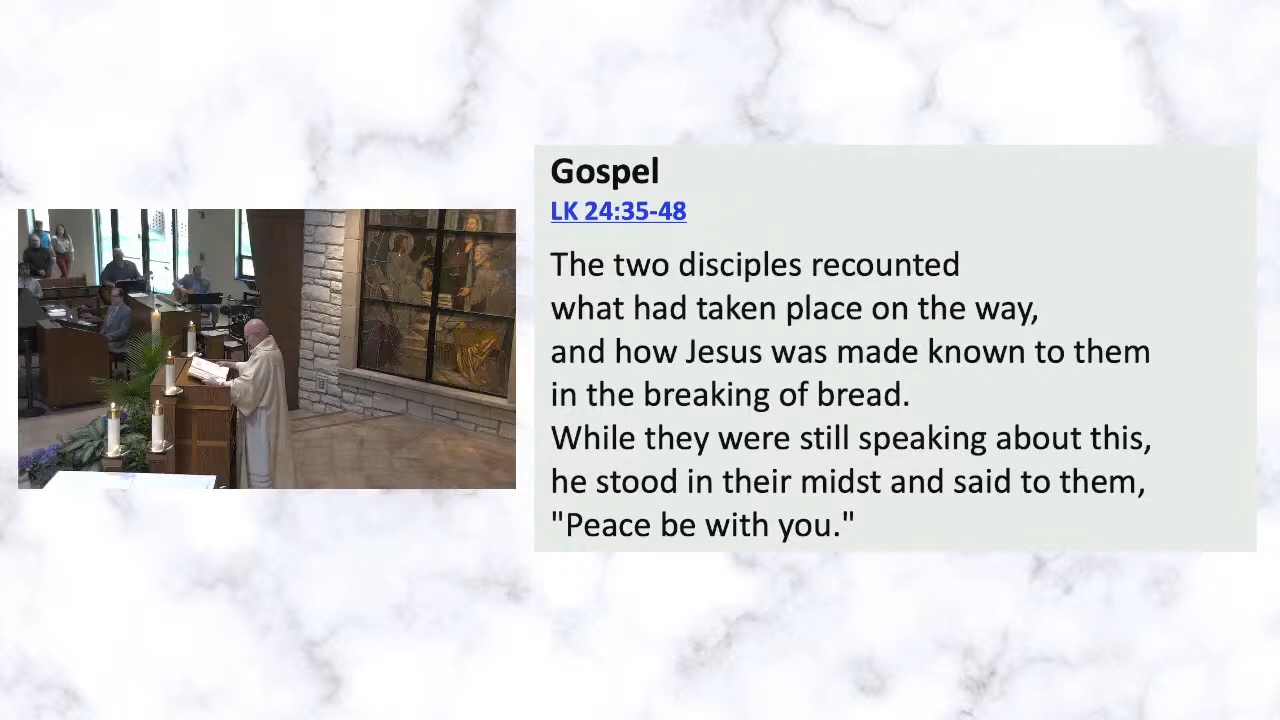 Gospel
LK 24:35-48
The two disciples recounted
what had taken place on the way,
and how Jesus was made known to them
in the breaking of bread.
While they were still speaking about this,
he stood in their midst and said to them,
"Peace be with you."